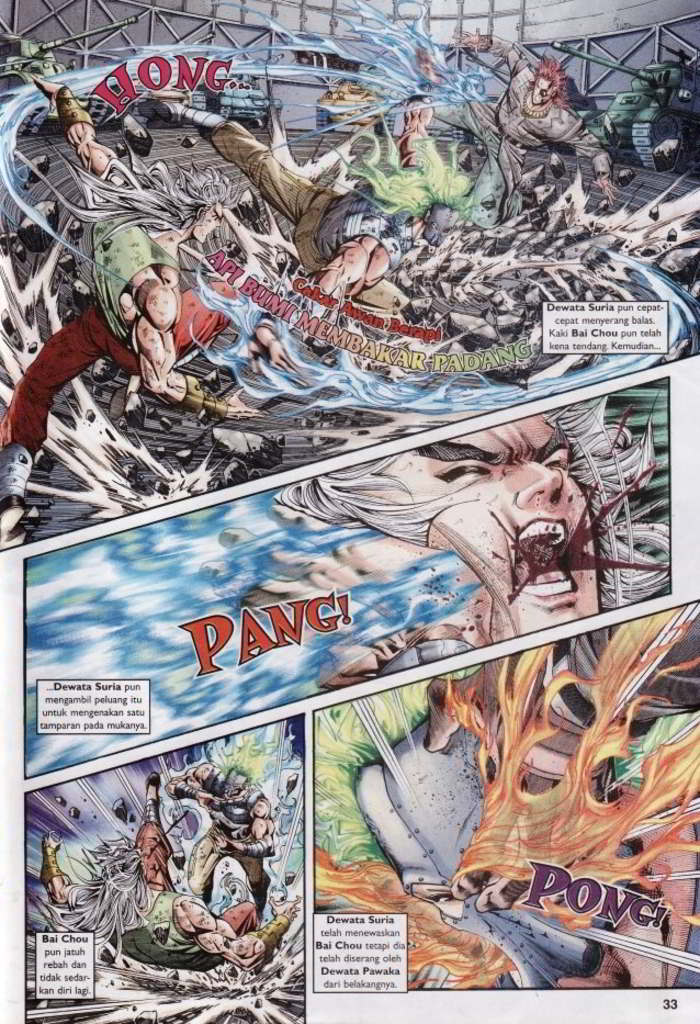 HONG...
Cakar Awan Berapi
API BUMI MEMBAKAR PADANG
Dewata Suria pun cepat-
cepat menyerang balas.
Kaki Bai Chou pun telah
kena tendang. Kemudian...
PANG!
...Dewata Suria pun
mengambil peluang itu
untuk mengenakan satu
tamparan pada mukanya.
Bai Chou
pun jatuh
rebah dan
tidak sedar-
kan diri lagi.
PONG!
Dewata Suria
telah menewaskan
Bai Chou tetapi dia
telah diserang oleh
Dewata Pawaka
dari belakangnya.
33